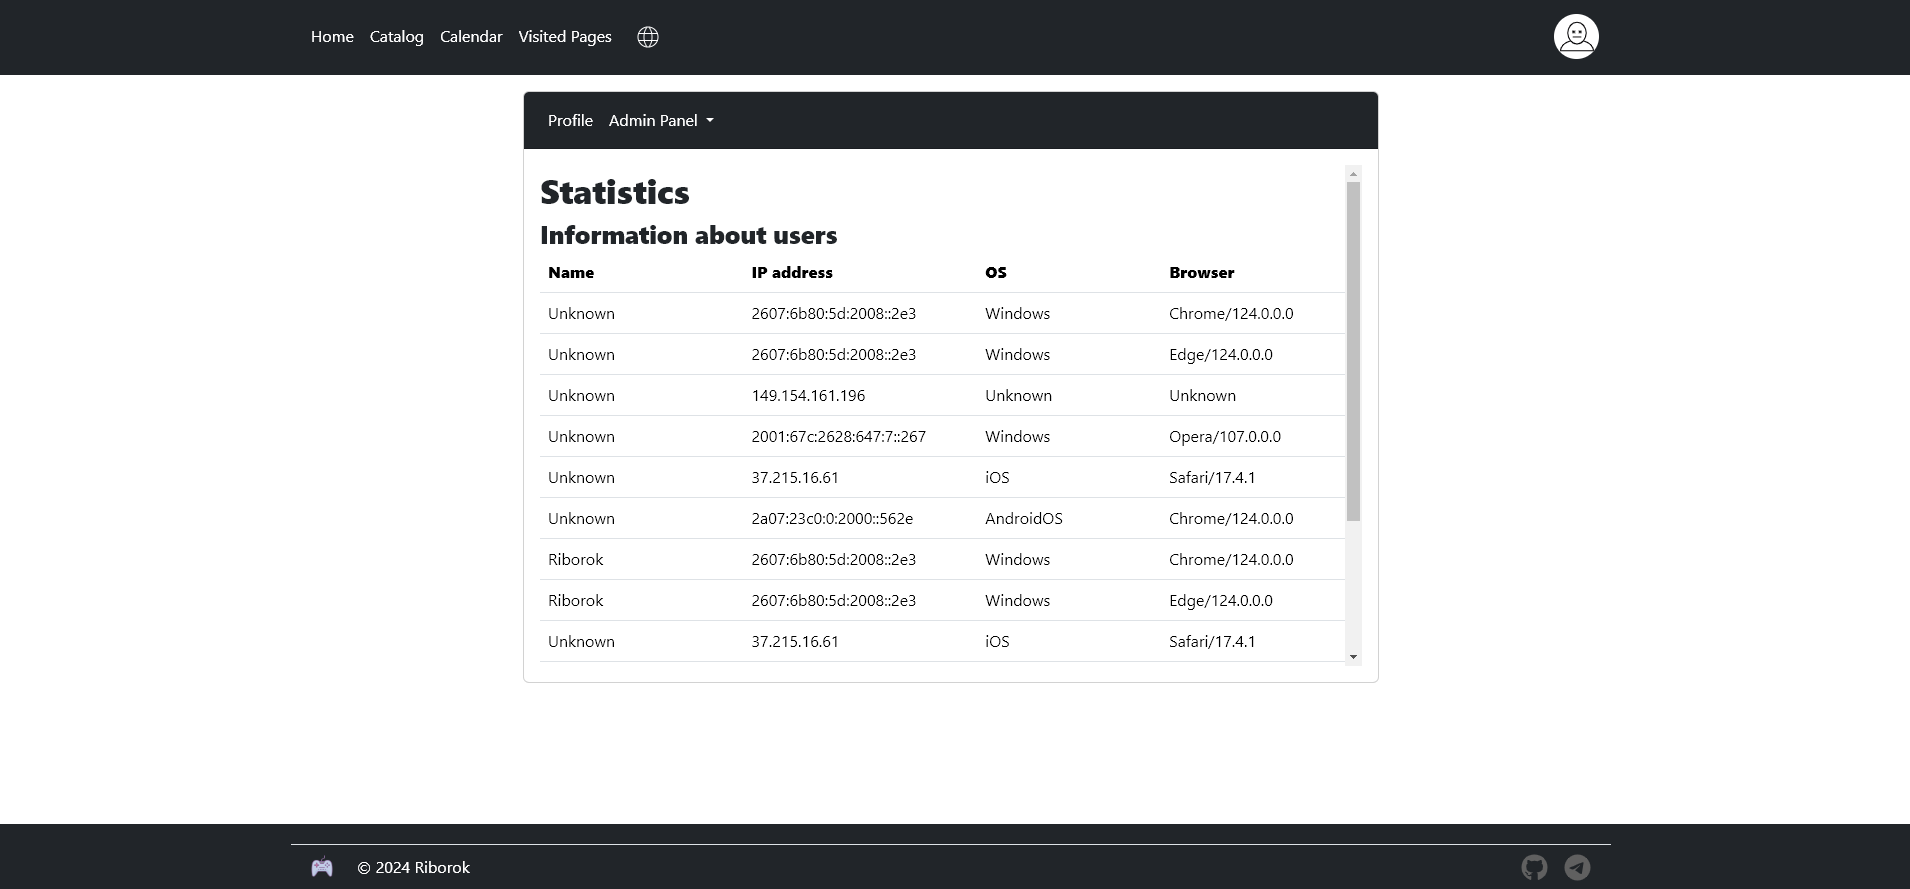 Home Catalog Calendar Visited Pages
Profile Admin Panel
Statistics
Information about users
Name IP address OS Browser
Unknown 2607:6b80:5d:2008::2e3 Windows Chrome/124.0.0.0
Unknown 2607:6b80:5d:2008::2e3 Windows Edge/124.0.0.0
Unknown 149.154.161.196 Unknown Unknown
Unknown 2001:67c:2628:647:7::267 Windows Opera/107.0.0.0
Unknown 37.215.16.61 iOS Safari/17.4.1
Unknown 2a07:23c0:0:2000::562e AndroidOS Chrome/124.0.0.0
Riborok 2607:6b80:5d:2008::2e3 Windows Chrome/124.0.0.0
Riborok 2607:6b80:5d:2008::2e3 Windows Edge/124.0.0.0
Unknown 37.215.16.61 iOS Safari/17.4.1
© 2024 Riborok